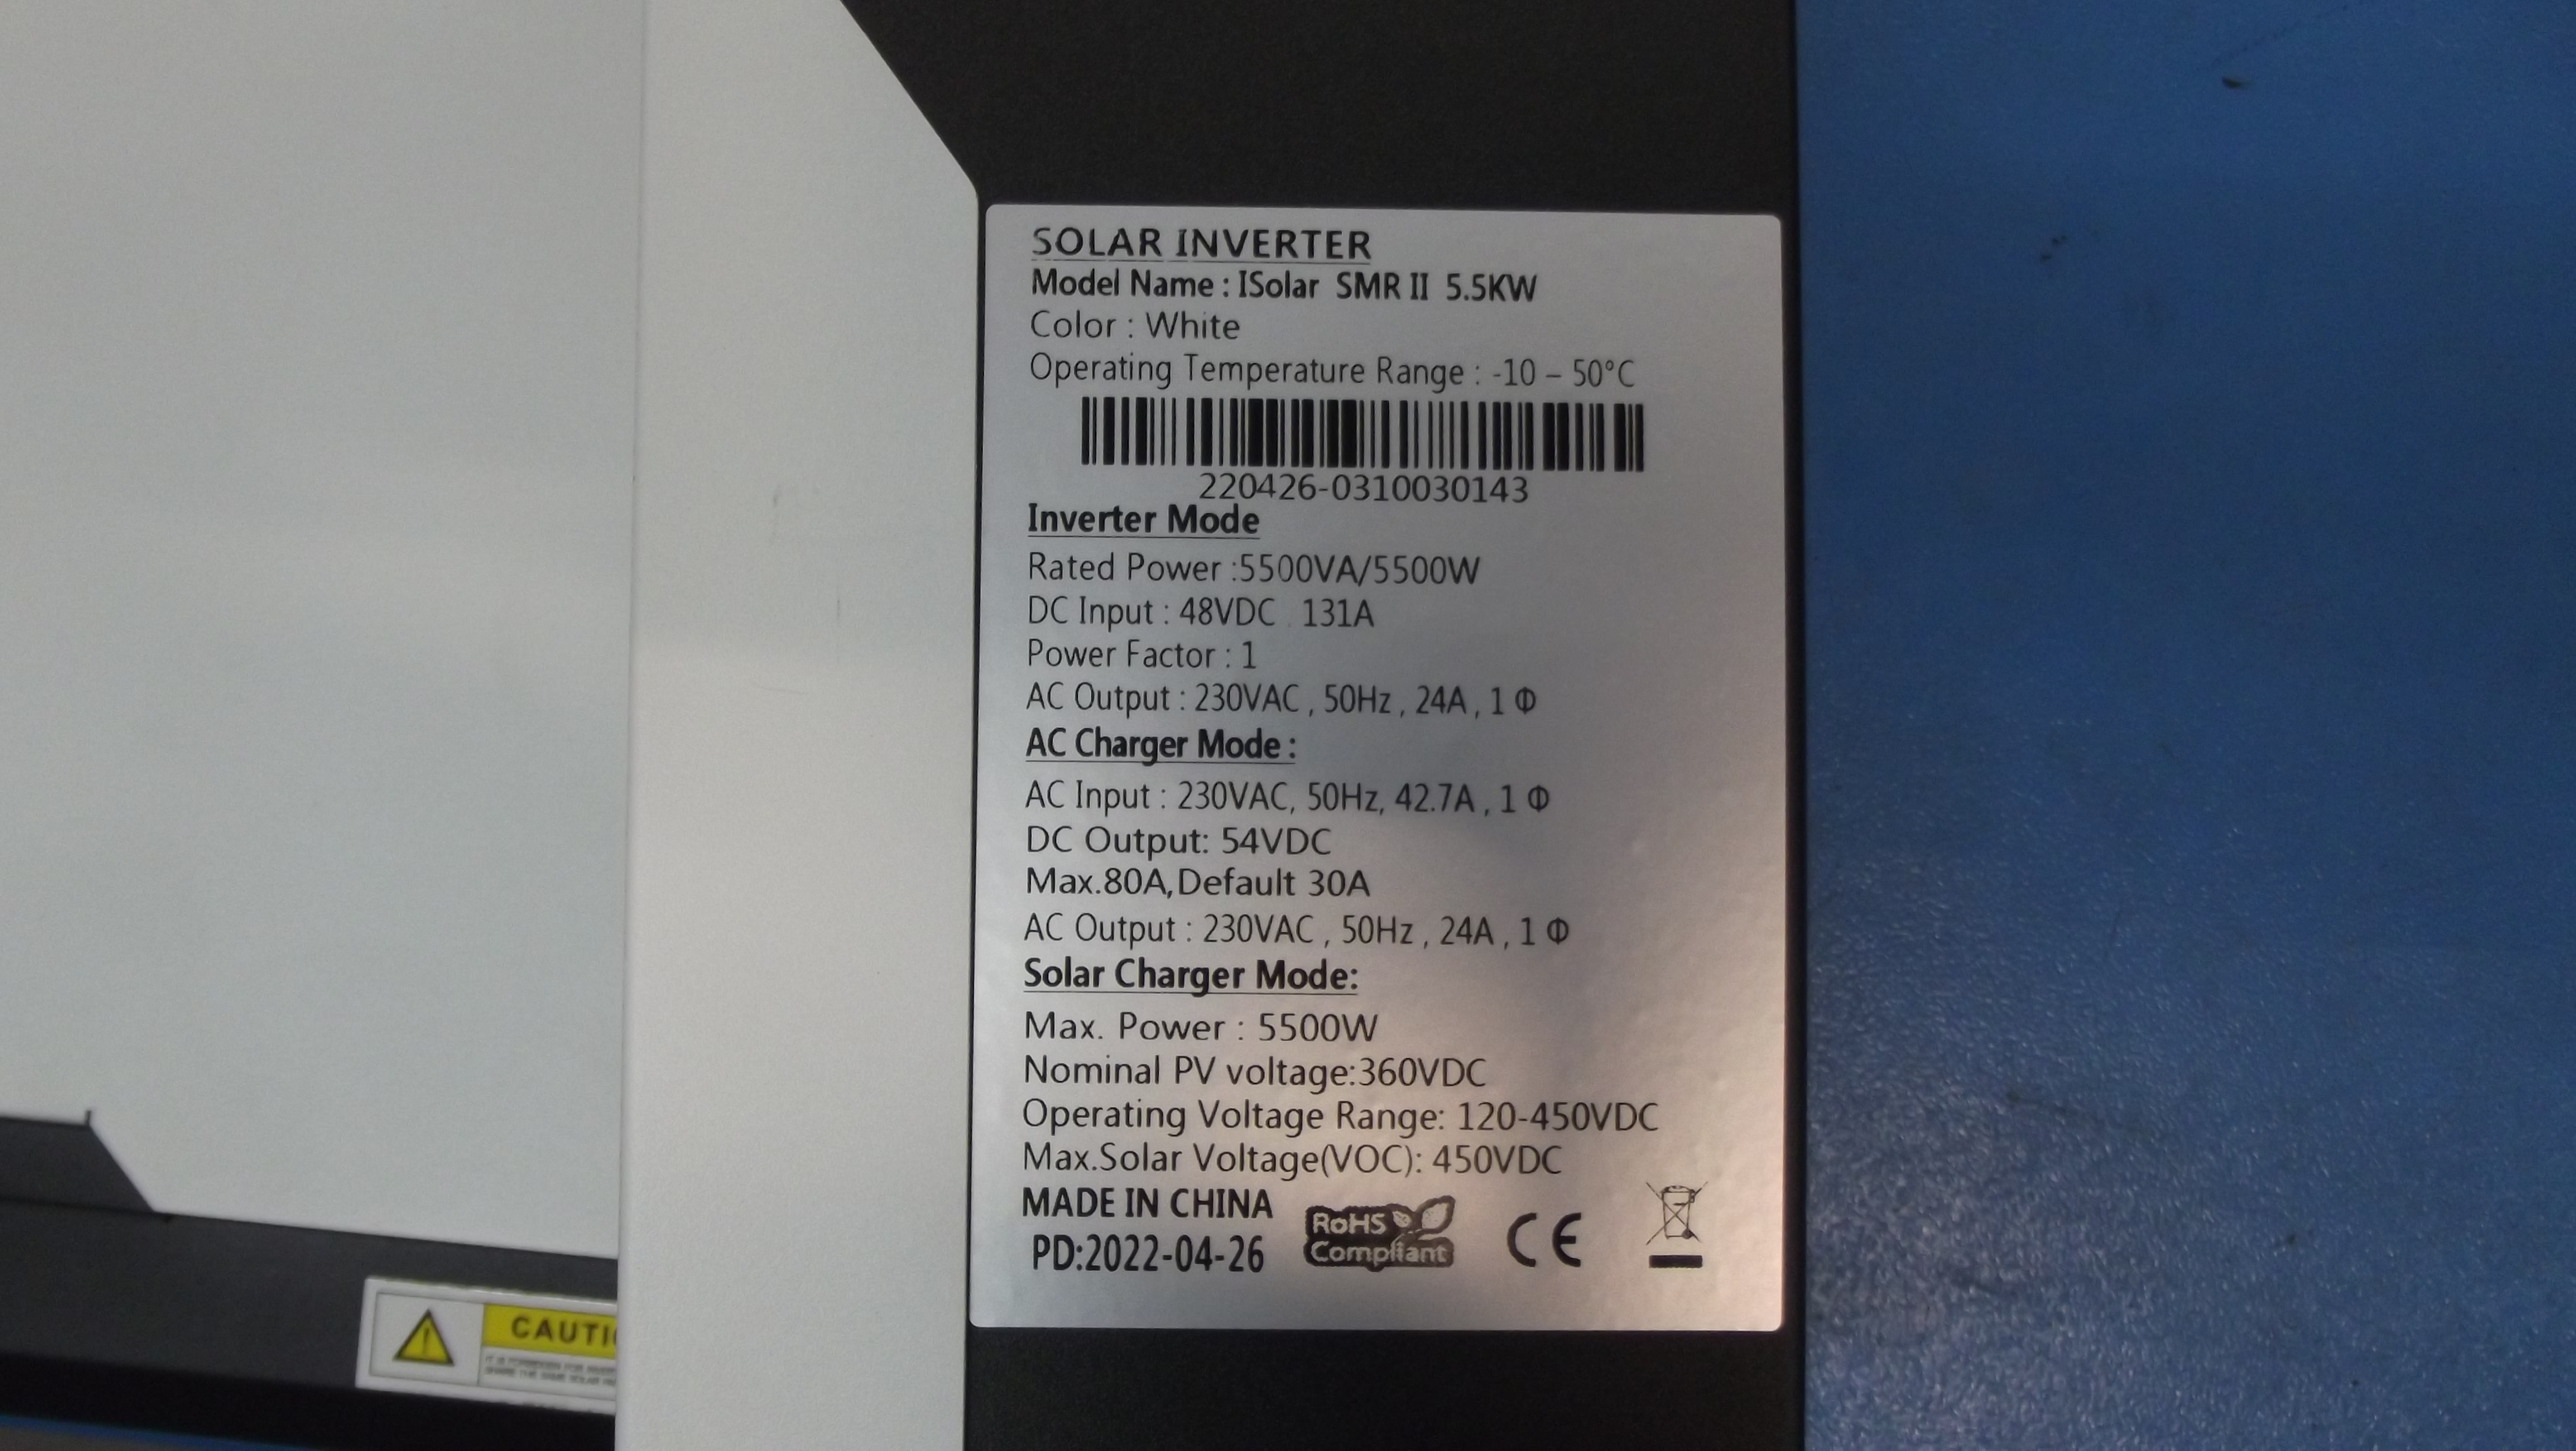 SOLAR INVERTER
Model Name : ISolar SMR II 5.5KW
Color : White
Operating Temperature Range : -10 – 50°C
220426-0310030143
Inverter Mode
Rated Power :5500VA/5500W
DC Input : 48VDC 131A
Power Factor : 1
AC Output : 230VAC , 50Hz , 24A , 1 Φ
AC Charger Mode :
AC Input : 230VAC, 50Hz, 42.7A , 1 Φ
DC Output: 54VDC
Max.80A,Default 30A
AC Output : 230VAC , 50Hz , 24A , 1 Φ
Solar Charger Mode:
Max. Power : 5500W
Nominal PV voltage:360VDC
Operating Voltage Range: 120-450VDC
Max.Solar Voltage(VOC): 450VDC
MADE IN CHINA
PD:2022-04-26
RoHS
Compliant
CE
CAUTI